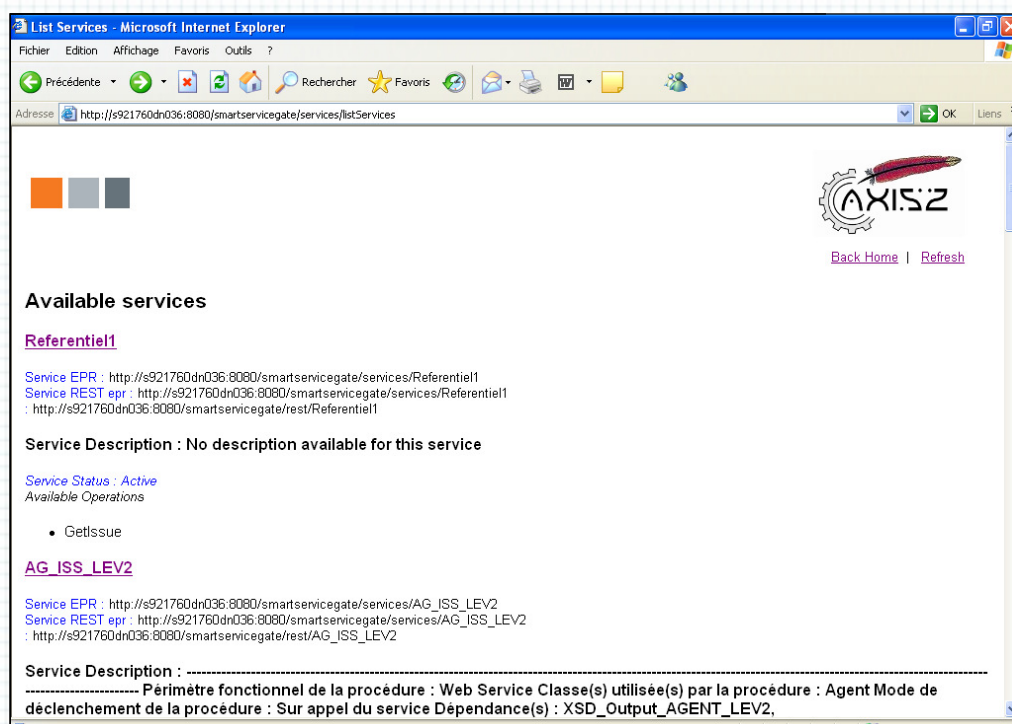 List Services - Microsoft Internet Explorer
Fichier Edition Affichage Favoris Outils ?
Précédente Rechercher Favoris
Adresse http://s921760dn036:8080/smartservicegate/services/listServices OK Liens
AXIS2
Back Home | Refresh
Available services
Referentiel1
Service EPR : http://s921760dn036:8080/smartservicegate/services/Referentiel1
Service REST epr : http://s921760dn036:8080/smartservicegate/services/Referentiel1
: http://s921760dn036:8080/smartservicegate/rest/Referentiel1
Service Description : No description available for this service
Service Status : Active
Available Operations
• GetIssue
AG_ISS_LEV2
Service EPR : http://s921760dn036:8080/smartservicegate/services/AG_ISS_LEV2
Service REST epr : http://s921760dn036:8080/smartservicegate/services/AG_ISS_LEV2
: http://s921760dn036:8080/smartservicegate/rest/AG_ISS_LEV2
Service Description : ----------------------------------------------------------------------------------------------------
----------------------- Périmètre fonctionnel de la procédure : Web Service Classe(s) utilisée(s) par la procédure : Agent Mode de
déclenchement de la procédure : Sur appel du service Dépendance(s) : XSD_Output_AGENT_LEV2,